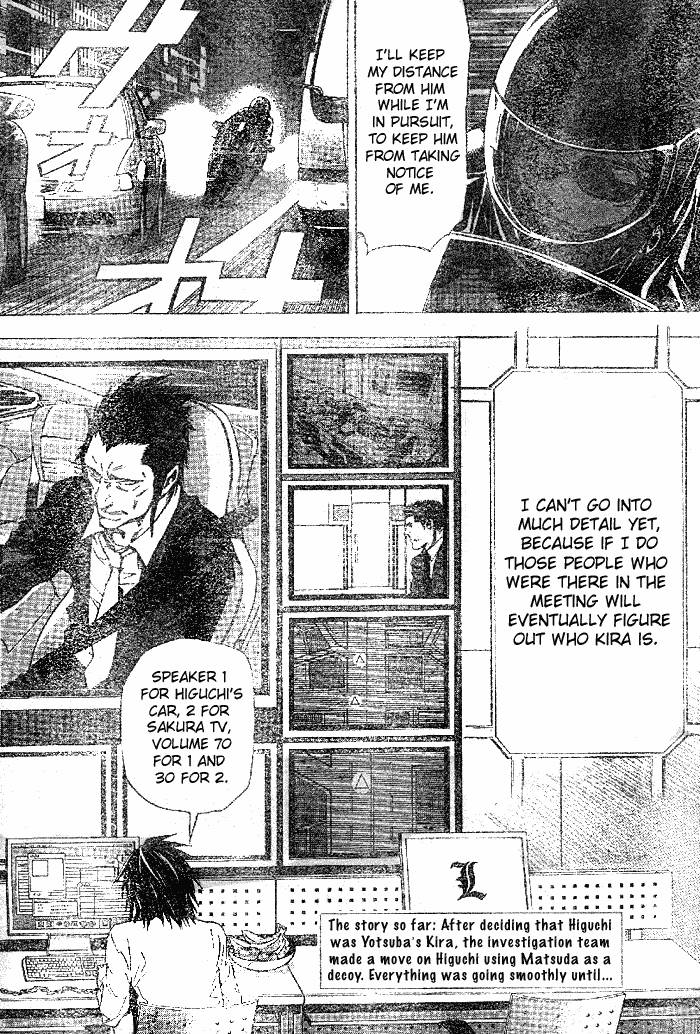 I'LL KEEP
MY DISTANCE
FROM HIM
WHILE I'M
IN PURSUIT,
TO KEEP HIM
FROM TAKING
NOTICE
OF ME.
I CAN'T GO INTO
MUCH DETAIL YET,
BECAUSE IF I DO
THOSE PEOPLE WHO
WERE THERE IN THE
MEETING WILL
EVENTUALLY FIGURE
OUT WHO KIRA IS.
SPEAKER 1
FOR HIGUCHI'S
CAR, 2 FOR
SAKURA TV,
VOLUME 70
FOR 1 AND
30 FOR 2.
L
The story so far: After deciding that Higuchi
was Yotsuba's Kira, the investigation team
made a move on Higuchi using Matsuda as a
decoy. Everything was going smoothly until...